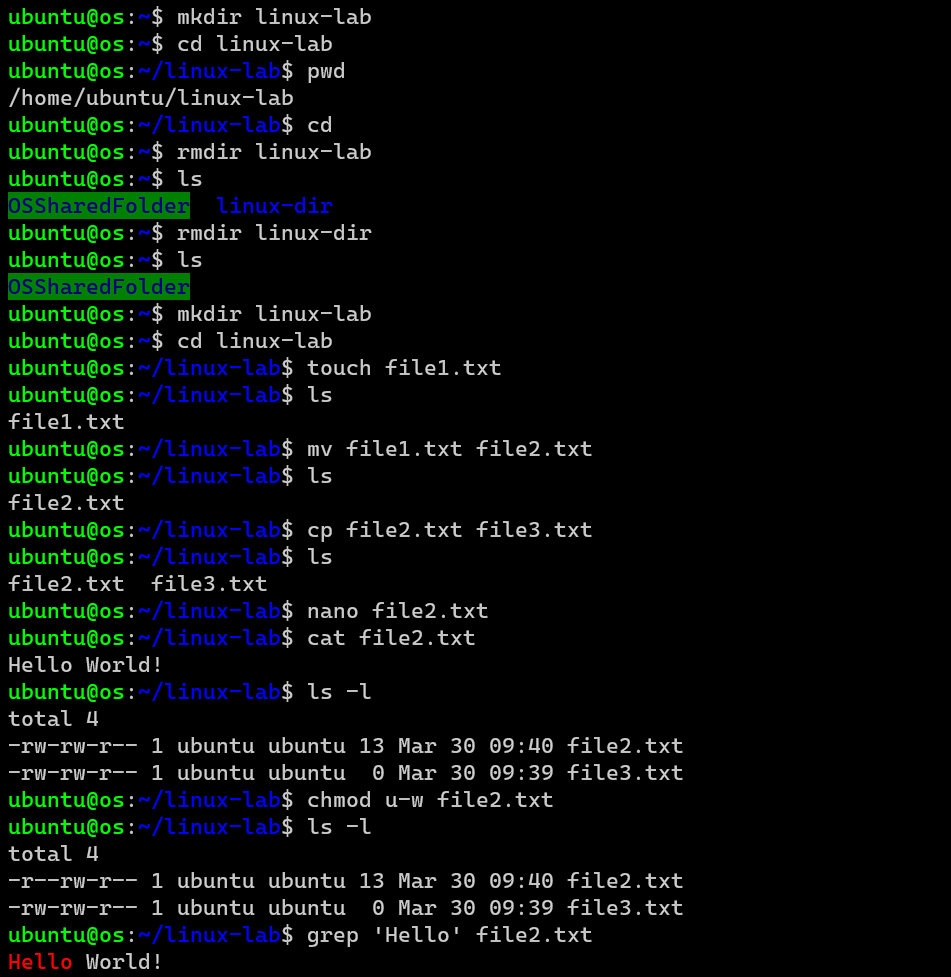 ubuntu@os:~$ mkdir linux-lab
ubuntu@os:~$ cd linux-lab
ubuntu@os:~/linux-lab$ pwd
/home/ubuntu/linux-lab
ubuntu@os:~/linux-lab$ cd
ubuntu@os:~$ rmdir linux-lab
ubuntu@os:~$ ls
OSSharedFolder  linux-dir
ubuntu@os:~$ rmdir linux-dir
ubuntu@os:~$ ls
OSSharedFolder
ubuntu@os:~$ mkdir linux-lab
ubuntu@os:~$ cd linux-lab
ubuntu@os:~/linux-lab$ touch file1.txt
ubuntu@os:~/linux-lab$ ls
file1.txt
ubuntu@os:~/linux-lab$ mv file1.txt file2.txt
ubuntu@os:~/linux-lab$ ls
file2.txt
ubuntu@os:~/linux-lab$ cp file2.txt file3.txt
ubuntu@os:~/linux-lab$ ls
file2.txt  file3.txt
ubuntu@os:~/linux-lab$ nano file2.txt
ubuntu@os:~/linux-lab$ cat file2.txt
Hello World!
ubuntu@os:~/linux-lab$ ls -l
total 4
-rw-rw-r-- 1 ubuntu ubuntu 13 Mar 30 09:40 file2.txt
-rw-rw-r-- 1 ubuntu ubuntu  0 Mar 30 09:39 file3.txt
ubuntu@os:~/linux-lab$ chmod u-w file2.txt
ubuntu@os:~/linux-lab$ ls -l
total 4
-r--rw-r-- 1 ubuntu ubuntu 13 Mar 30 09:40 file2.txt
-rw-rw-r-- 1 ubuntu ubuntu  0 Mar 30 09:39 file3.txt
ubuntu@os:~/linux-lab$ grep 'Hello' file2.txt
Hello World!